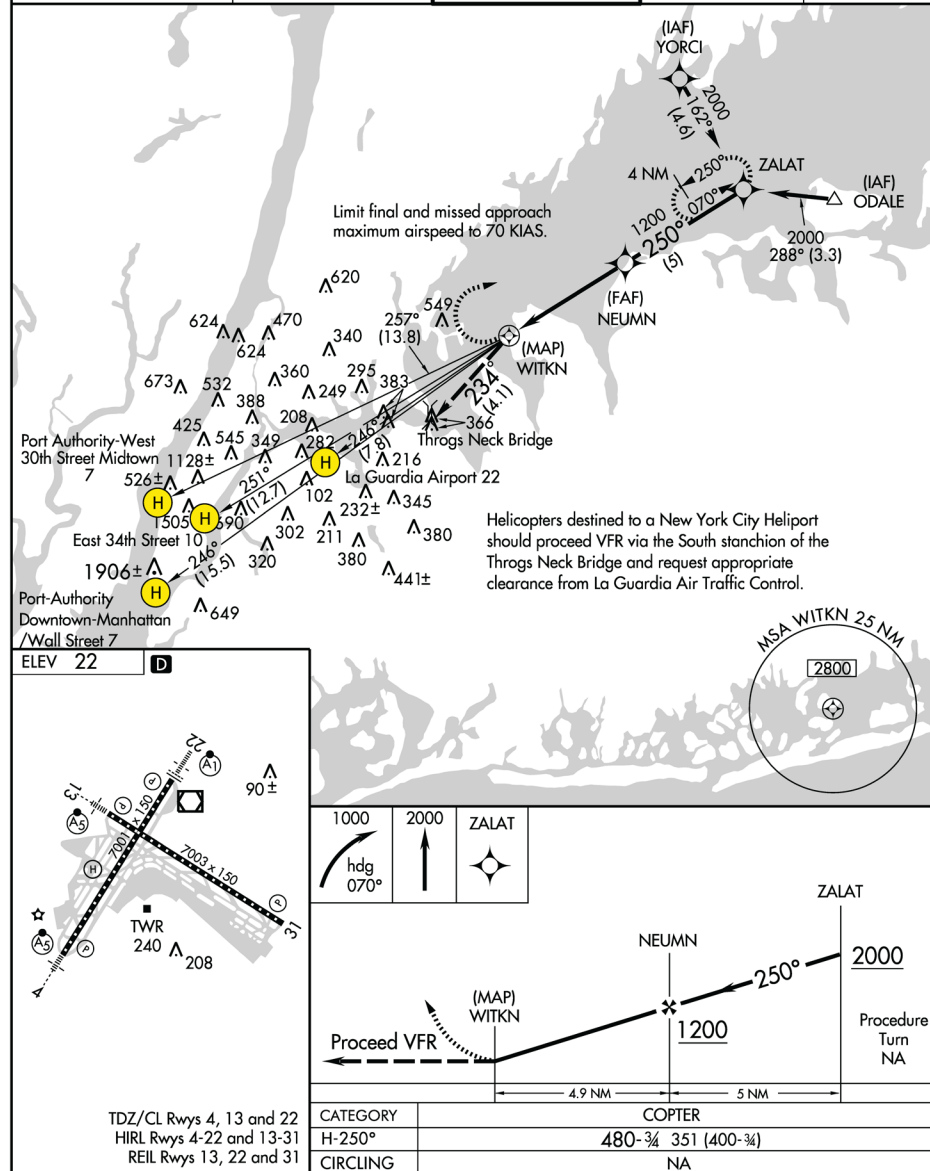 (IAF)
YORCI
2000
162°
(4.6)
250°
ZALAT
4 NM
070°
(IAF)
ODALE
2000
288° (3.3)
1200
250°
(5)
(FAF)
NEUMN
Limit final and missed approach
maximum airspeed to 70 KIAS.
620
549
257°
(13.8)
(MAP)
WITKN
624
624
470
340
234°
(4.1)
673
532
360
249
295
383
388
208
366
Throgs Neck Bridge
425
545
349
282
246°
(7.8)
216
Port Authority-West
30th Street Midtown
7
1128±
526±
H
251°
(12.7)
H
La Guardia Airport 22
102
232±
345
1505
H
690
302
211
380
380
East 34th Street 10
246°
(15.5)
320
441±
Helicopters destined to a New York City Heliport
should proceed VFR via the South stanchion of the
Throgs Neck Bridge and request appropriate
clearance from La Guardia Air Traffic Control.
1906±
H
649
Port-Authority
Downtown-Manhattan
/Wall Street 7
MSA WITKN 25 NM
2800
ELEV 22
D
22
A1
90±
13
P
P
A5
7001 x 150
7003 x 150
H
P
31
TWR
240
208
A5
P
4
TDZ/CL Rwys 4, 13 and 22
HIRL Rwys 4-22 and 13-31
REIL Rwys 13, 22 and 31
1000
hdg
070°
2000
ZALAT
ZALAT
NEUMN
250°
2000
(MAP)
WITKN
1200
Procedure
Turn
NA
Proceed VFR
4.9 NM
5 NM
CATEGORY
COPTER
H-250°
480-¾ 351 (400-¾)
CIRCLING
NA